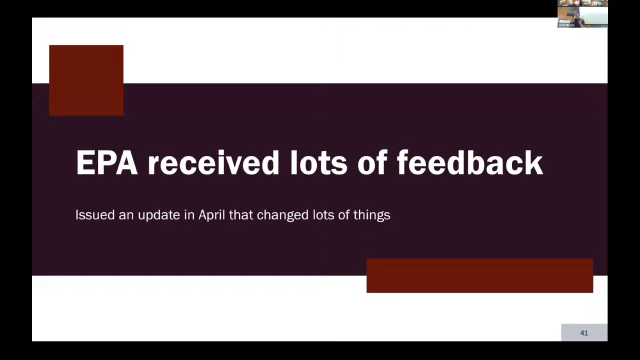 EPA received lots of feedback
Issued an update in April that changed lots of things
41